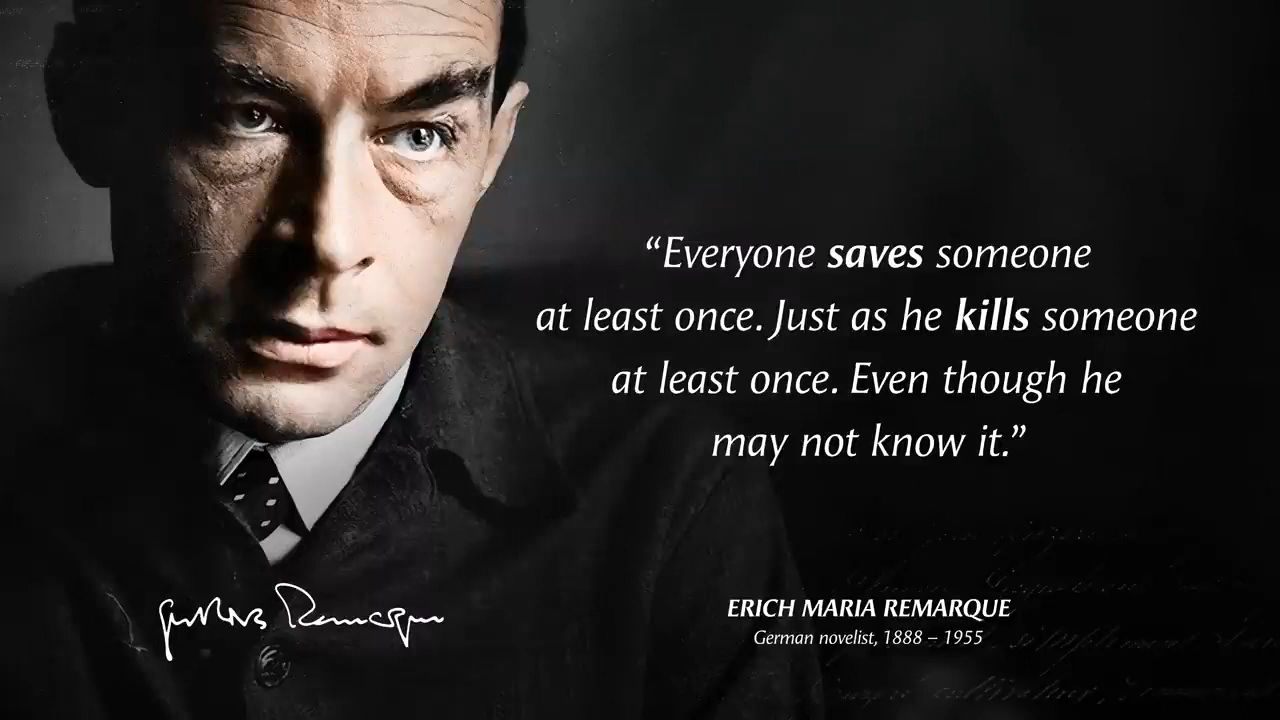 “Everyone saves someone
at least once. Just as he kills someone
at least once. Even though he
may not know it.”
Remarque
ERICH MARIA REMARQUE
German novelist, 1888 – 1955